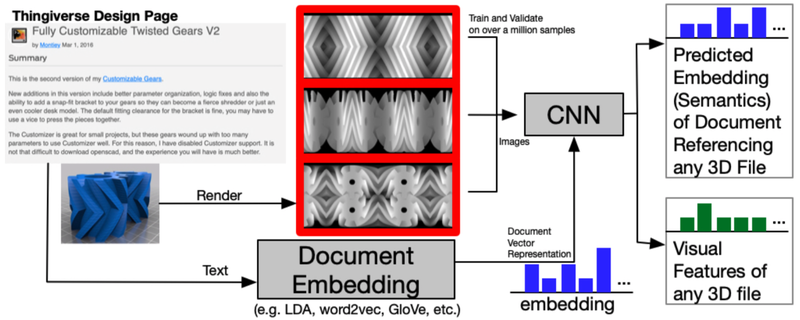 Thingiverse Design Page
Fully Customizable Twisted Gears V2
by Montley Mar 1, 2016
Summary
This is the second version of my Customizable Gears.
New additions in this version include better parameter organization, logic fixes and also the
ability to add a snap-fit bracket to your gears so they can become a fierce shredder or just an
even cooler desk model. The default fitting clearance for the bracket is fine, you may have to
use a vice to press the pieces together.
The Customizer is great for small projects, but these gears wound up with too many
parameters to use Customizer well. For this reason, I have disabled Customizer support. It is
not that difficult to download openscad, and the experience you will have is much better.
Render
Text
Document
Embedding
(e.g. LDA, word2vec, GloVe, etc.)
Train and Validate
on over a million samples
Images
CNN
Document
Vector
Representation
...
embedding
...
Predicted
Embedding
(Semantics)
of Document
Referencing
any 3D File
...
Visual
Features of
any 3D file